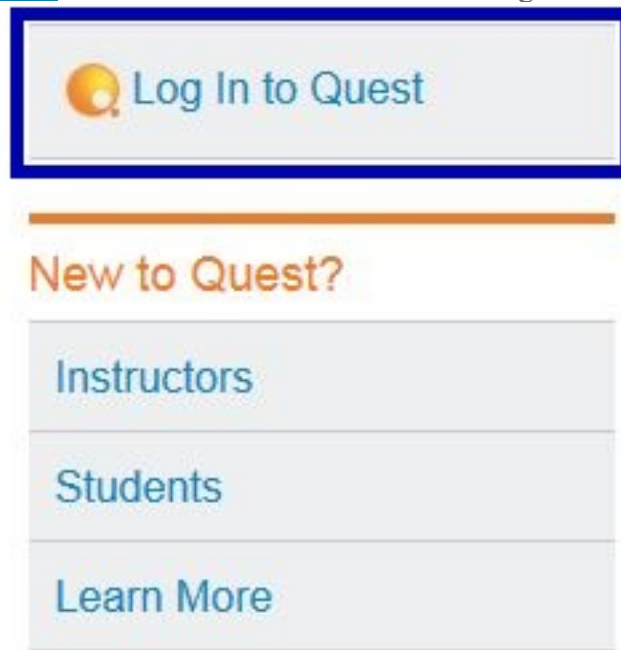 Log In to Quest
New to Quest?
Instructors
Students
Learn More